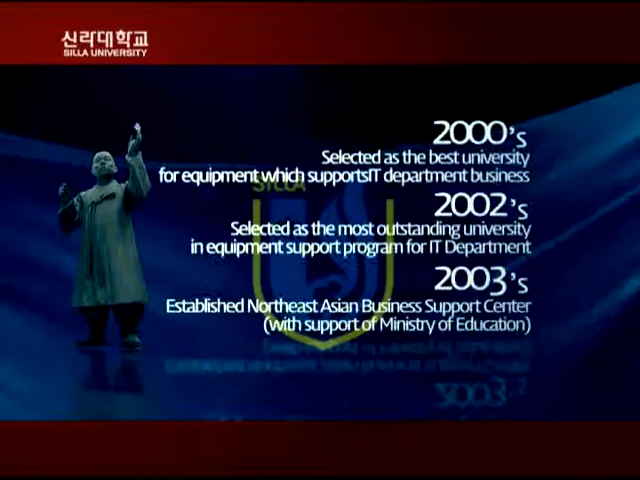 신라대학교
SILLA UNIVERSITY
2000's
Selected as the best university
for equipment which supportsIT department business
SILLA
2002's
Selected as the most outstanding university
in equipment support program for IT Department
2003's
Established Northeast Asian Business Support Center
(with support of Ministry of Education)